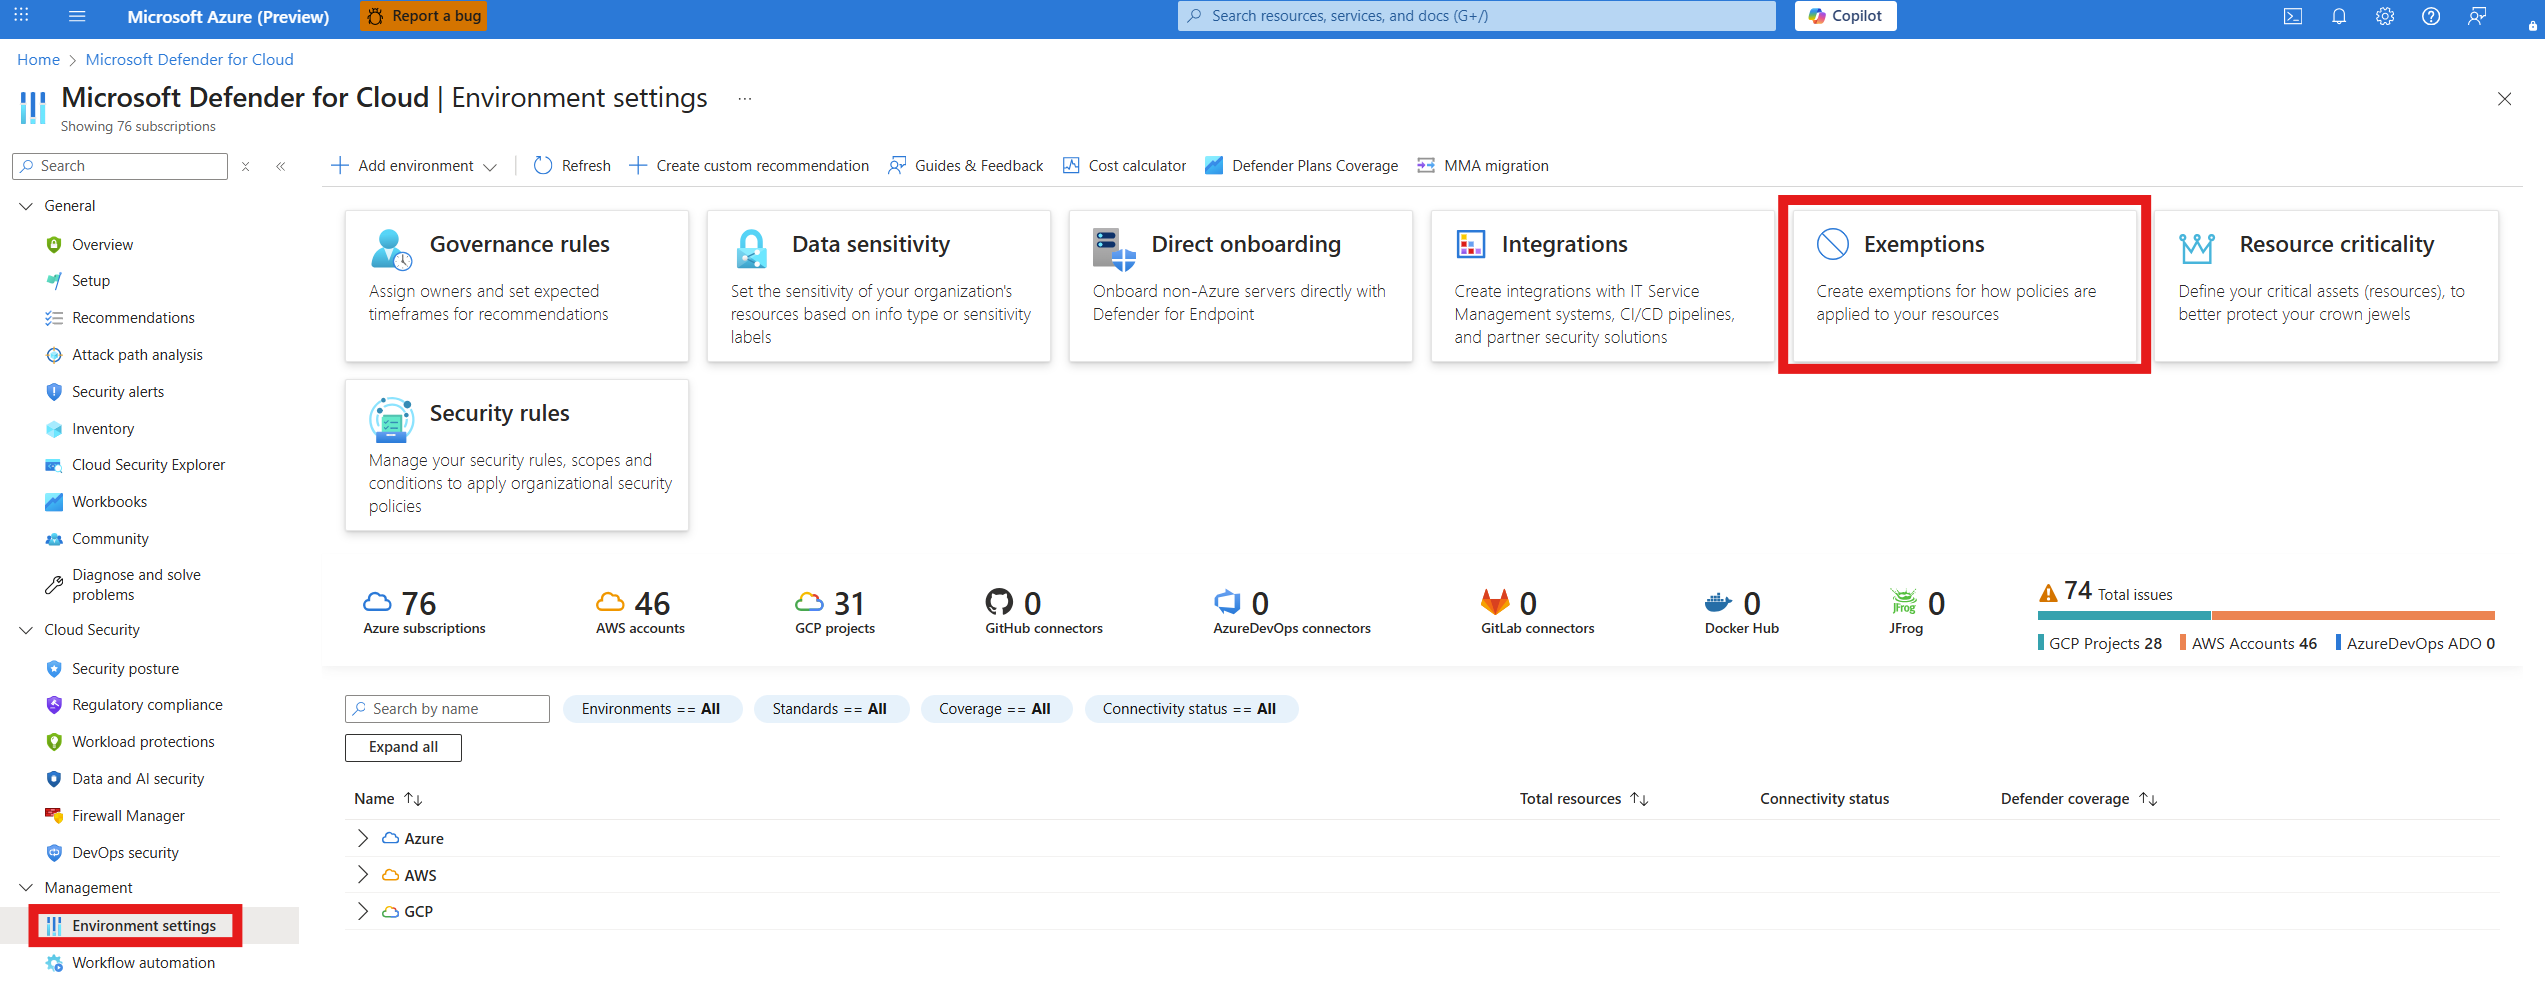 Microsoft Azure (Preview)
Report a bug
Search resources, services, and docs (G+/)
Copilot
Home
Microsoft Defender for Cloud
Microsoft Defender for Cloud | Environment settings
...
Showing 76 subscriptions
Search
Add environment
Refresh
Create custom recommendation
Guides & Feedback
Cost calculator
Defender Plans Coverage
MMA migration
General
Overview
Setup
Recommendations
Attack path analysis
Security alerts
Inventory
Cloud Security Explorer
Workbooks
Community
Diagnose and solve
problems
Cloud Security
Security posture
Regulatory compliance
Workload protections
Data and AI security
Firewall Manager
DevOps security
Management
Environment settings
Workflow automation
Governance rules
Assign owners and set expected
timeframes for recommendations
Data sensitivity
Set the sensitivity of your organization's
resources based on info type or sensitivity
labels
Direct onboarding
Onboard non-Azure servers directly with
Defender for Endpoint
Integrations
Create integrations with IT Service
Management systems, CI/CD pipelines,
and partner security solutions
Exemptions
Create exemptions for how policies are
applied to your resources
Resource criticality
Define your critical assets (resources), to
better protect your crown jewels
Security rules
Manage your security rules, scopes and
conditions to apply organizational security
policies
76
Azure subscriptions
46
AWS accounts
31
GCP projects
0
GitHub connectors
0
AzureDevOps connectors
0
GitLab connectors
0
Docker Hub
JFrog
0
JFrog
74 Total issues
GCP Projects 28
AWS Accounts 46
AzureDevOps ADO 0
Search by name
Environments == All
Standards == All
Coverage == All
Connectivity status == All
Expand all
Name
Total resources
Connectivity status
Defender coverage
Azure
AWS
GCP